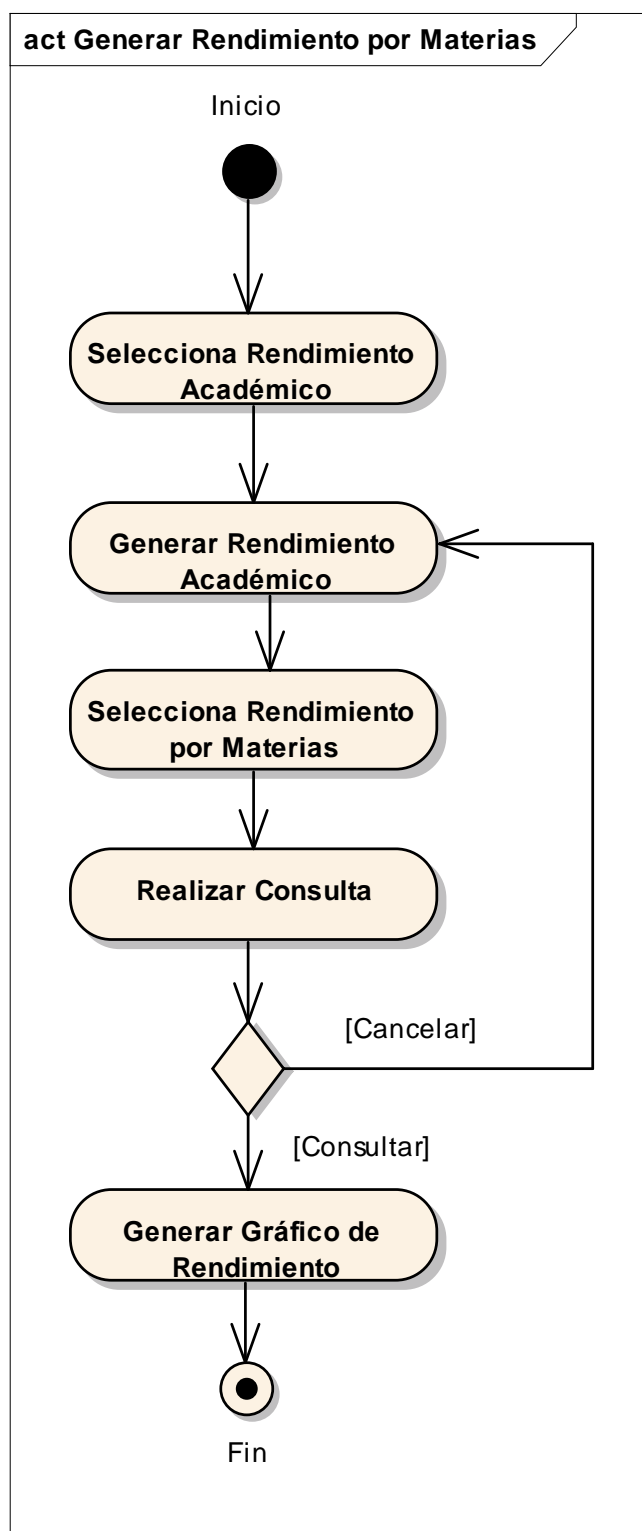 act Generar Rendimiento por Materias
Inicio
Selecciona Rendimiento
Académico
Generar Rendimiento
Académico
Selecciona Rendimiento
por Materias
Realizar Consulta
[Cancelar]
[Consultar]
Generar Gráfico de
Rendimiento
Fin